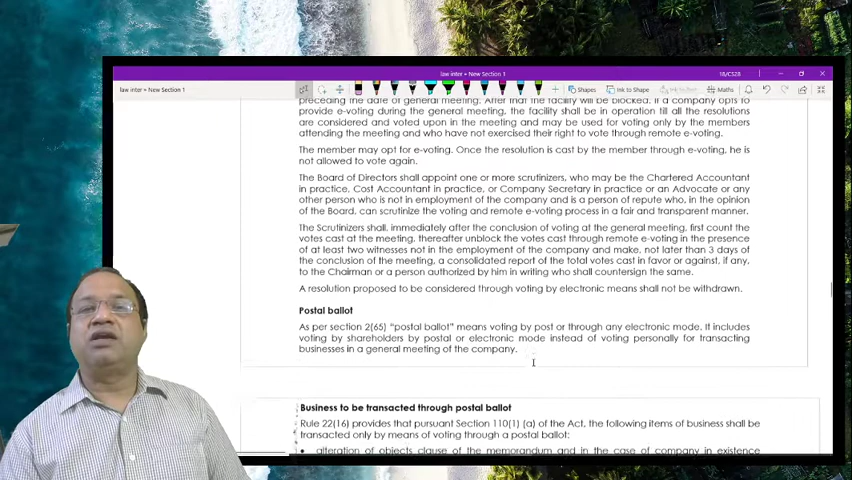 law inter » New Section 1
18/CS28
law inter » New Section 1
Shapes
Ink to Shape
Maths
preceding the date of general meeting. After that the facility will be blocked. If a company opts to
provide e-voting during the general meeting, the facility shall be in operation till all the resolutions
are considered and voted upon in the meeting and may be used for voting only by the members
attending the meeting and who have not exercised their right to vote through remote e-voting.
The member may opt for e-voting. Once the resolution is cast by the member through e-voting, he is
not allowed to vote again.
The Board of Directors shall appoint one or more scrutinizers, who may be the Chartered Accountant
in practice, Cost Accountant in practice, or Company Secretary in practice or an Advocate or any
other person who is not in employment of the company and is a person of repute who, in the opinion
of the Board, can scrutinize the voting and remote e-voting process in a fair and transparent manner.
The Scrutinizers shall, immediately after the conclusion of voting at the general meeting, first count the
votes cast at the meeting, thereafter unblock the votes cast through remote e-voting in the presence
of at least two witnesses not in the employment of the company and make, not later than 3 days of
the conclusion of the meeting, a consolidated report of the total votes cast in favor or against, if any,
to the Chairman or a person authorized by him in writing who shall countersign the same.
A resolution proposed to be considered through voting by electronic means shall not be withdrawn.
Postal ballot
As per section 2(65) "postal ballot" means voting by post or through any electronic mode. It includes
voting by shareholders by postal or electronic mode instead of voting personally for transacting
businesses in a general meeting of the company.
Business to be transacted through postal ballot
Rule 22(16) provides that pursuant Section 110(1) (a) of the Act, the following items of business shall be
transacted only by means of voting through a postal ballot:
• alteration of objects clause of the memorandum and in the case of company in existence